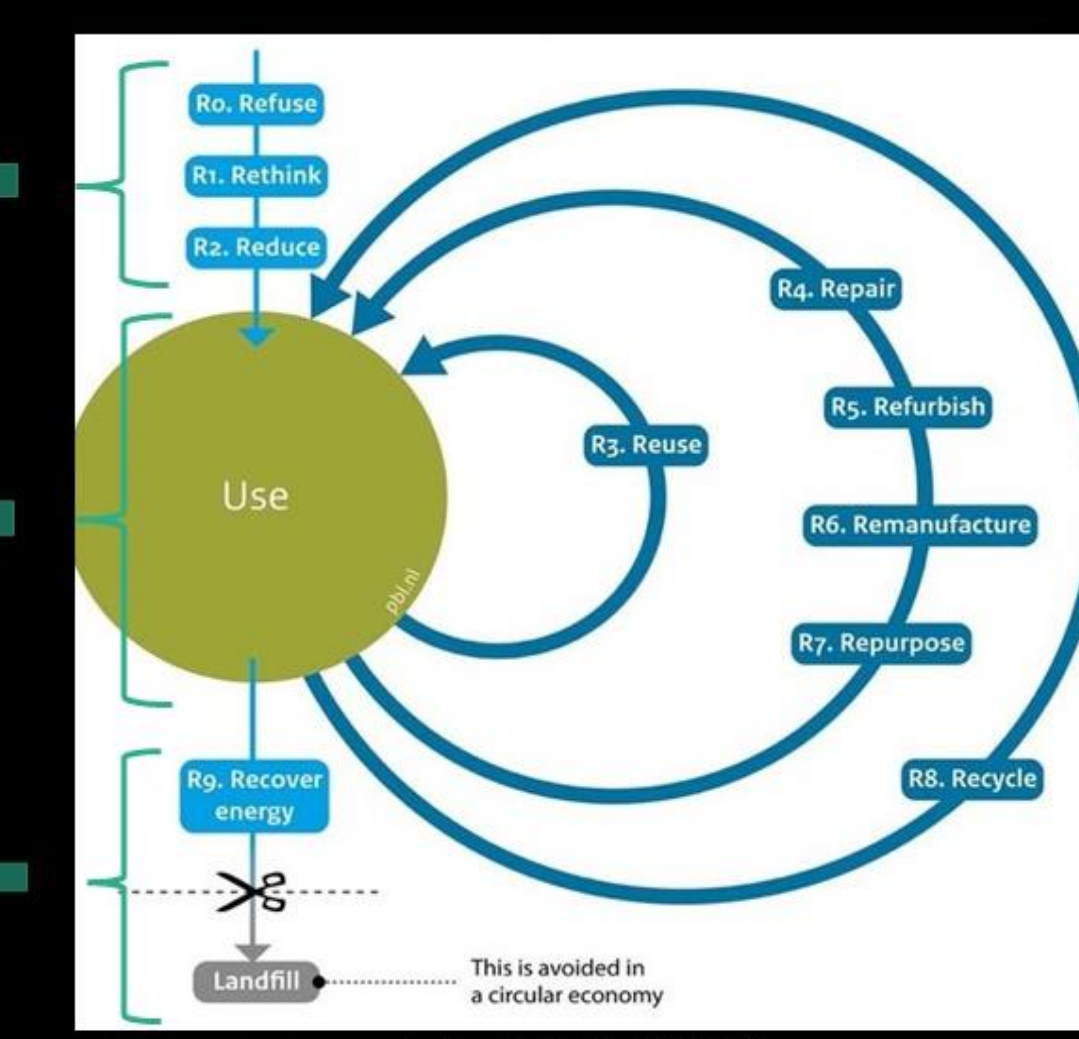 R0. Refuse
R1. Rethink
R2. Reduce
R4. Repair
R5. Refurbish
R3. Reuse
Use
R6. Remanufacture
pbl.nl
R7. Repurpose
R9. Recover
energy
R8. Recycle
Landfill
This is avoided in
a circular economy